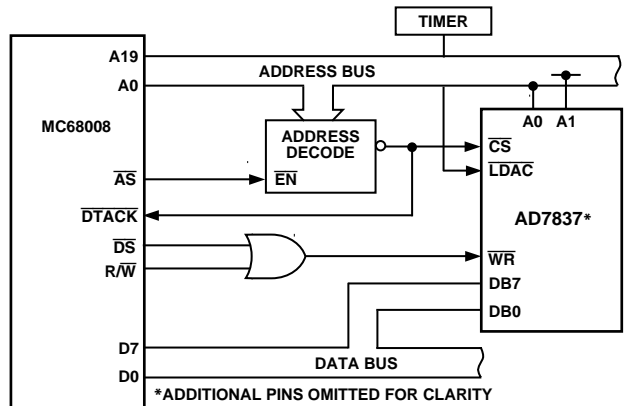 TIMER
A19
ADDRESS BUS
A0
MC68008
ADDRESS
DECODE
A0 A1
CS
LDAC
AS
EN
AD7837*
DTACK
DS
WR
R/W
DB7
DB0
D7
DATA BUS
D0
*ADDITIONAL PINS OMITTED FOR CLARITY